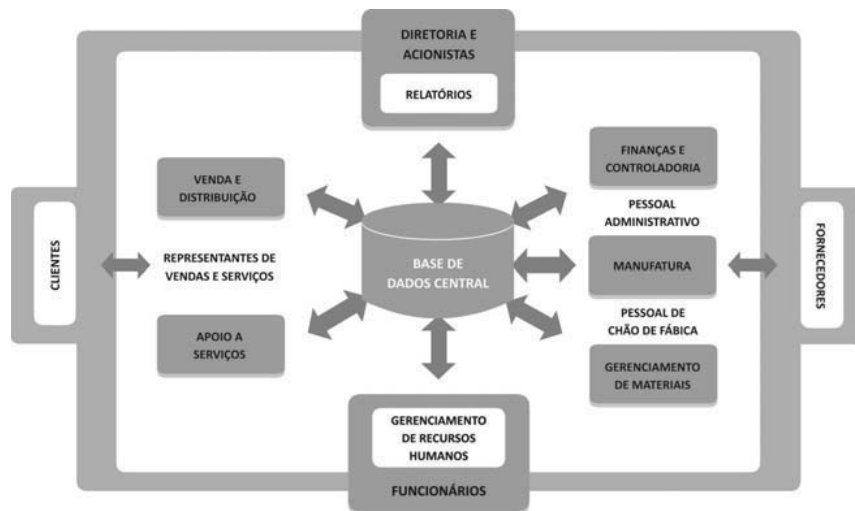 DIRETORIA E
ACIONISTAS
RELATÓRIOS
VENDA E
DISTRIBUIÇÃO
FINANÇAS E
CONTROLADORIA
PESSOAL
ADMINISTRATIVO
CLIENTES
REPRESENTANTES DE
VENDAS E SERVIÇOS
BASE DE
DADOS CENTRAL
MANUFATURA
FORNECEDORES
PESSOAL DE
CHÃO DE FÁBICA
APOIO A
SERVIÇOS
GERENCIAMENTO
DE MATERIAIS
GERENCIAMENTO
DE RECURSOS
HUMANOS
FUNCIONÁRIOS